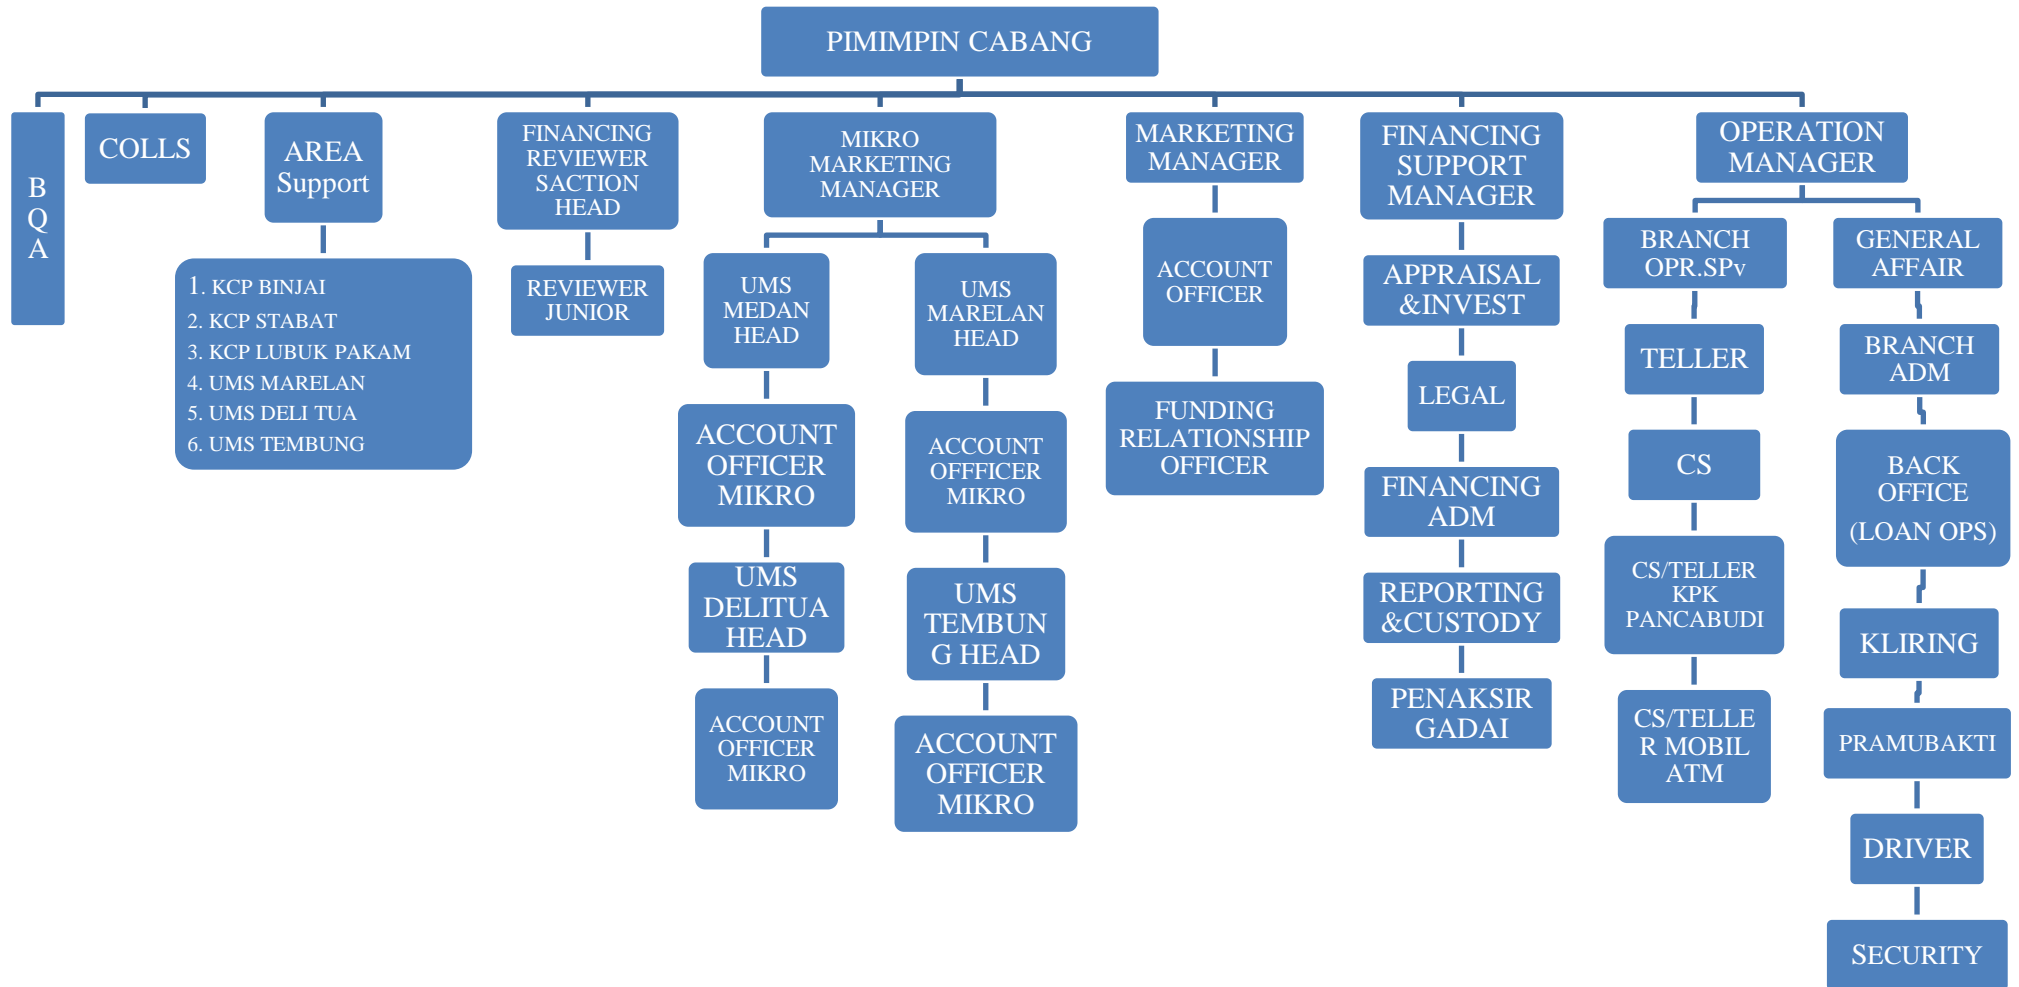 PIMIMPIN CABANG
B
Q
A
COLLS
AREA
Support
1. KCP BINJAI
2. KCP STABAT
3. KCP LUBUK PAKAM
4. UMS MARELAN
5. UMS DELI TUA
6. UMS TEMBUNG
FINANCING
REVIEWER
SACTION
HEAD
REVIEWER
JUNIOR
MIKRO
MARKETING
MANAGER
UMS
MEDAN
HEAD
ACCOUNT
OFFICER
MIKRO
UMS
DELITUA
HEAD
ACCOUNT
OFFICER
MIKRO
UMS
MARELAN
HEAD
ACCOUNT
OFFFICER
MIKRO
UMS
TEMBUN
G HEAD
ACCOUNT
OFFICER
MIKRO
MARKETING
MANAGER
ACCOUNT
OFFICER
FUNDING
RELATIONSHIP
OFFICER
FINANCING
SUPPORT
MANAGER
APPRAISAL
&INVEST
LEGAL
FINANCING
ADM
REPORTING
&CUSTODY
PENAKSIR
GADAI
OPERATION
MANAGER
BRANCH
OPR.SPv
TELLER
CS
CS/TELLER
KPK
PANCABUDI
CS/TELLE
R MOBIL
ATM
GENERAL
AFFAIR
BRANCH
ADM
BACK
OFFICE
(LOAN OPS)
KLIRING
PRAMUBAKTI
DRIVER
SECURITY